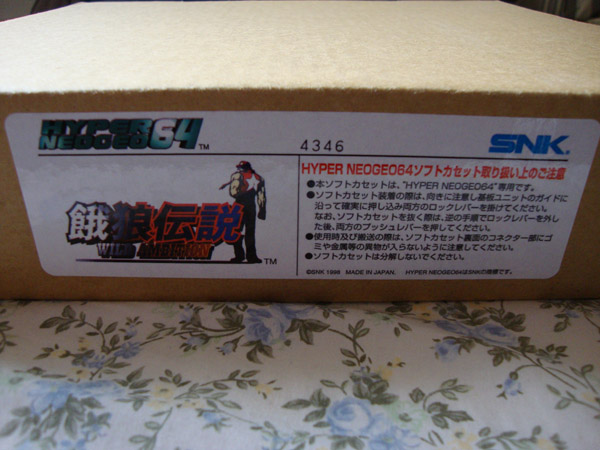 HYPER
NEOGEO64™
4346
SNK®
餓狼伝説
WILD AMBITION
™
HYPER NEOGEO64ソフトカセット取り扱い上のご注意
●本ソフトカセットは、"HYPER NEOGEO64"専用です。
●ソフトカセット装着の際は、向きに注意し基板ユニットのガイドに
沿って確実に押し込み両方のロックレバーを掛けてください。
なお、ソフトカセットを抜く際は、逆の手順でロックレバーを外し
た後、両方のプッシュレバーを押してください。
●使用時及び搬送の際は、ソフトカセット裏面のコネクター部にゴ
ミや金属等の異物が入らないように注意してください。
●ソフトカセットは分解しないでください。
©SNK 1998 MADE IN JAPAN. HYPER NEOGEO64はSNKの商標です。